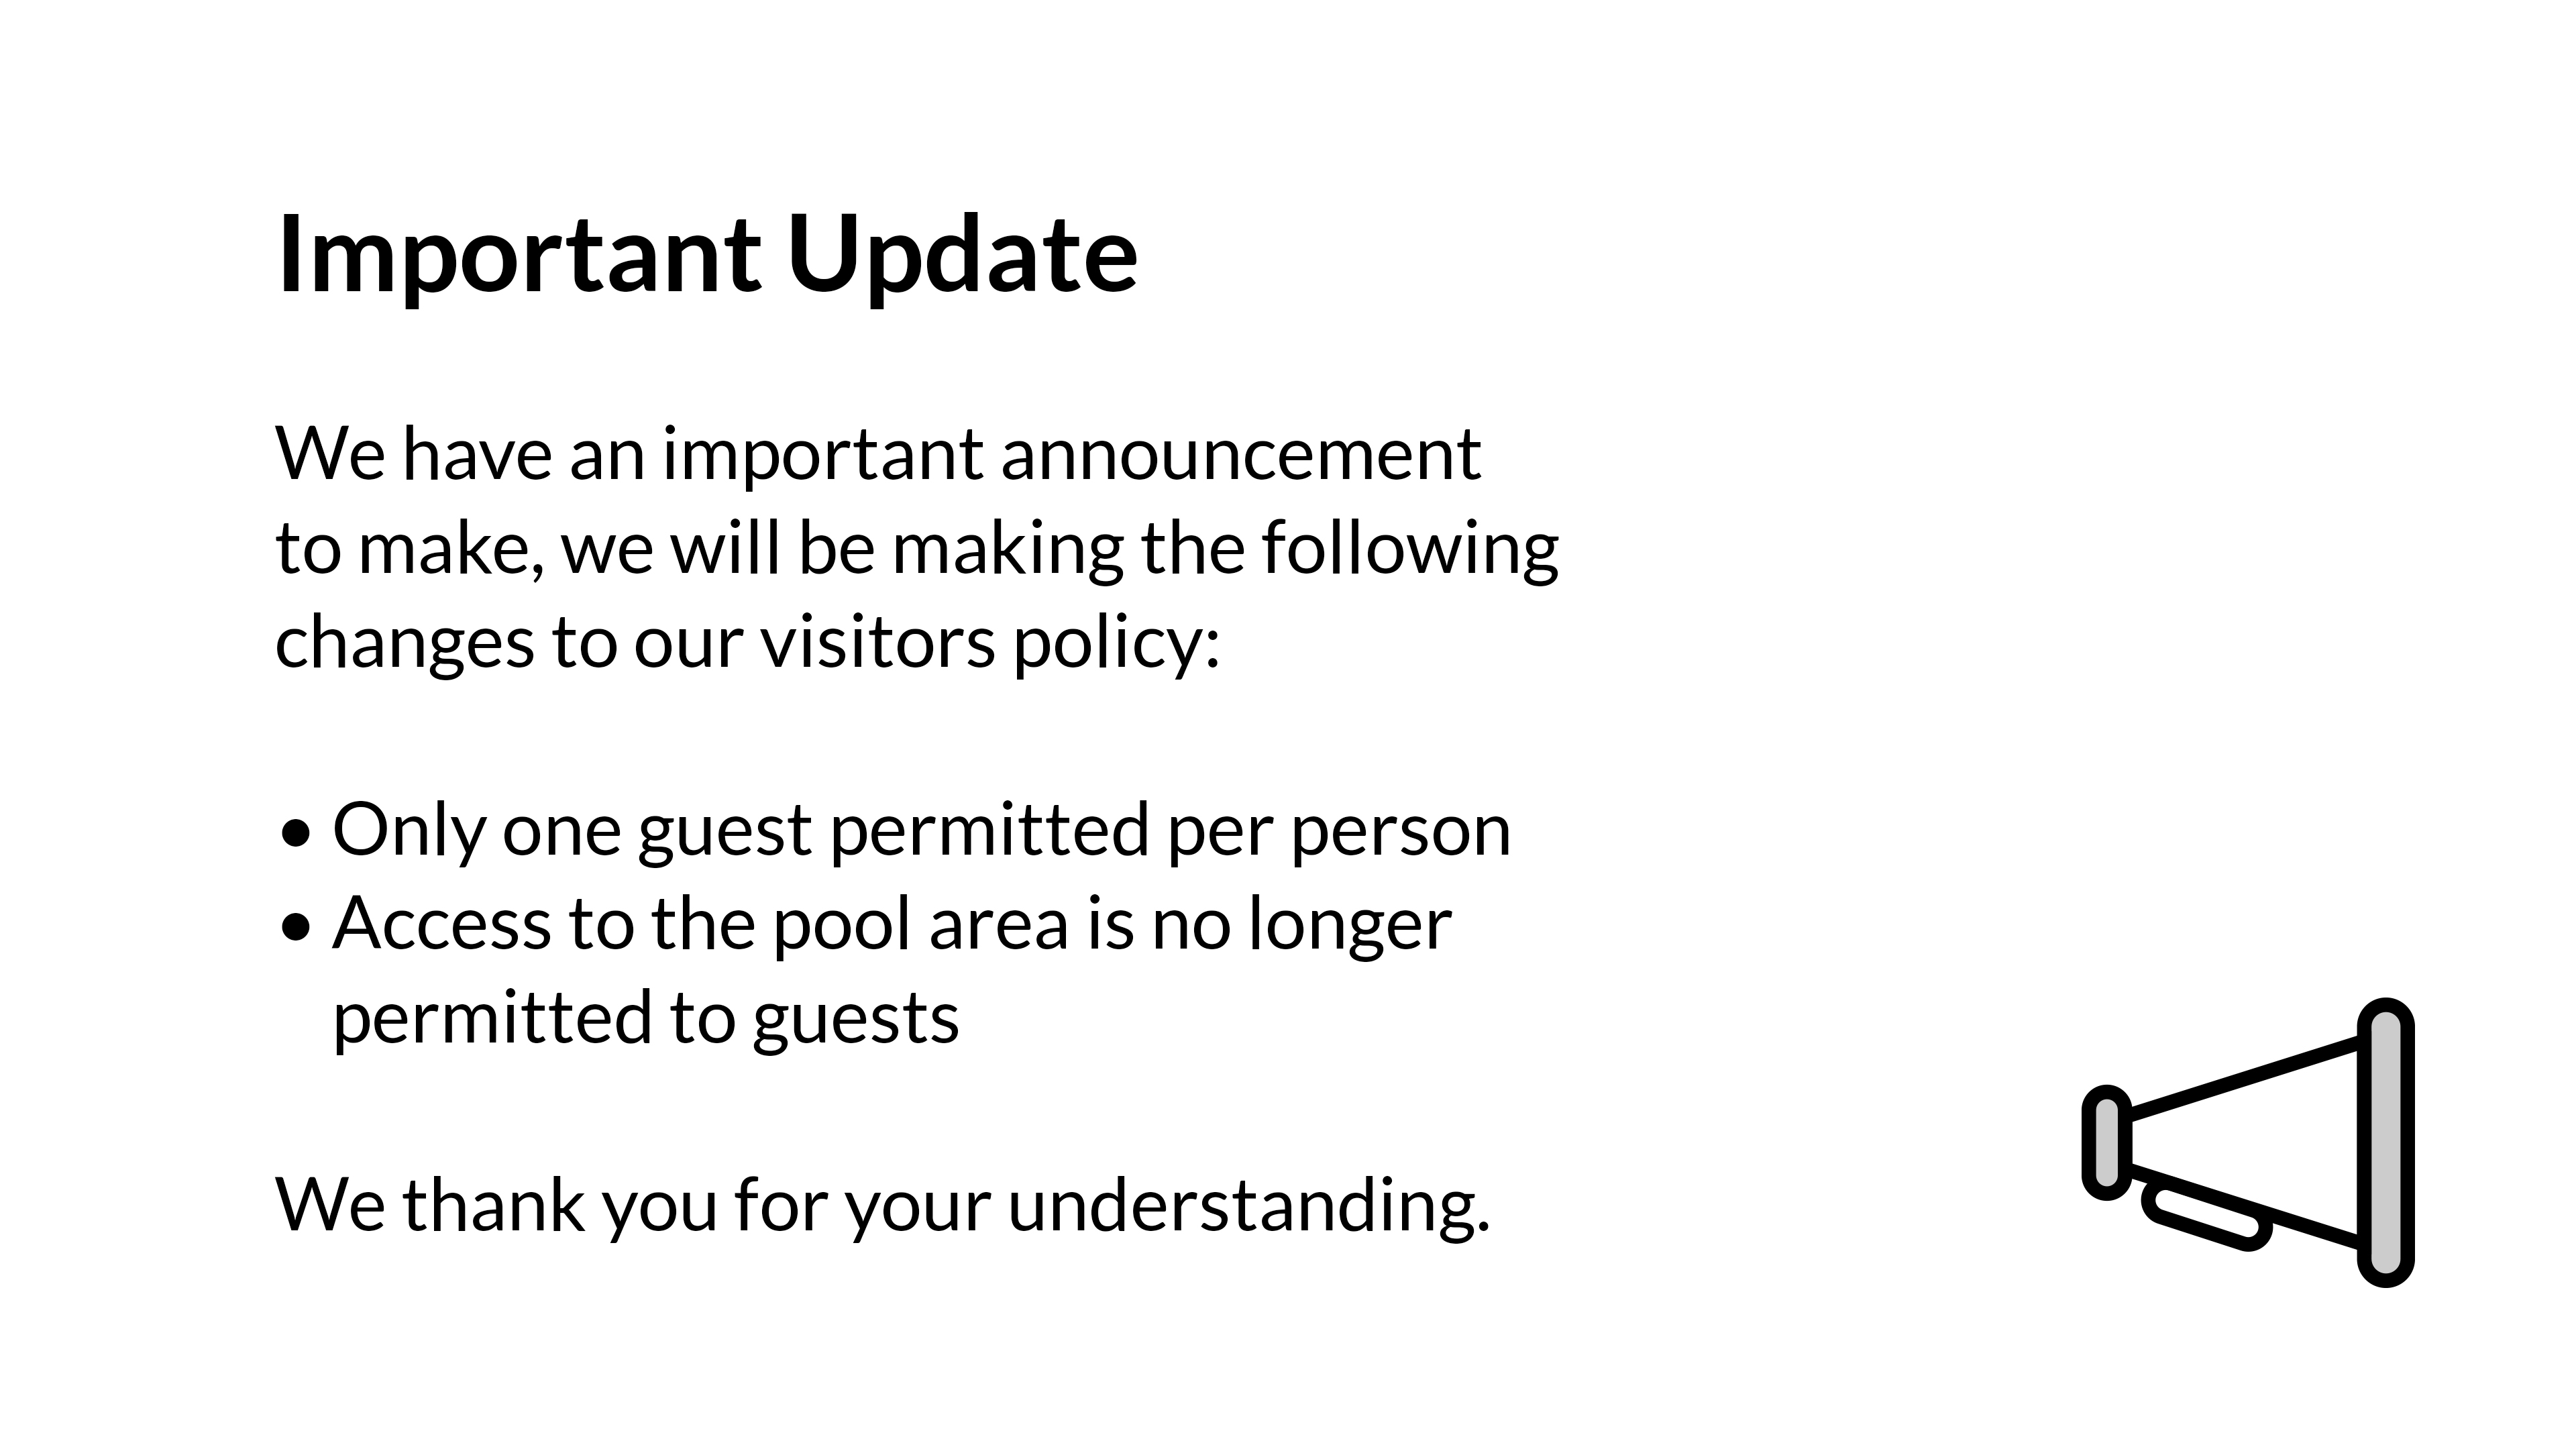 Important Update
We have an important announcement
to make, we will be making the following
changes to our visitors policy:
• Only one guest permitted per person
• Access to the pool area is no longer
permitted to guests
We thank you for your understanding.